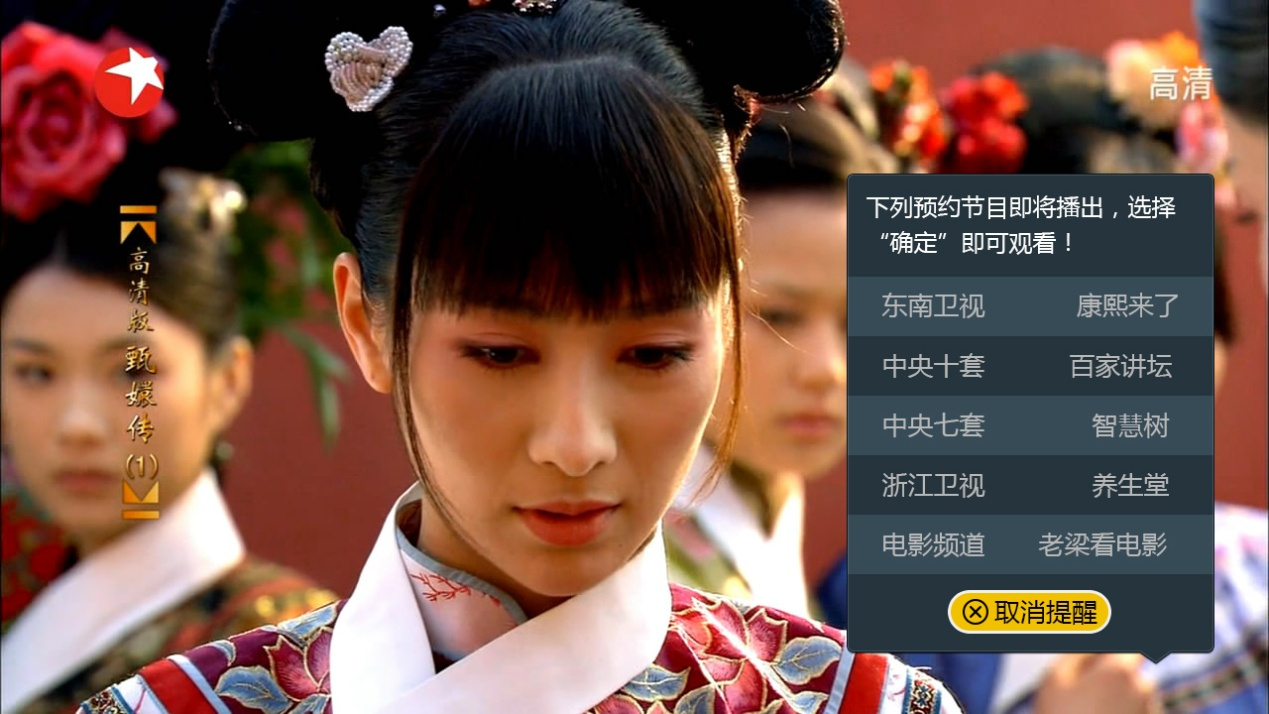 高清
高清版甄嬛传(1)
下列预约节目即将播出，选择
“确定”即可观看！
东南卫视 康熙来了
中央十套 百家讲坛
中央七套 智慧树
浙江卫视 养生堂
电影频道 老梁看电影
取消提醒